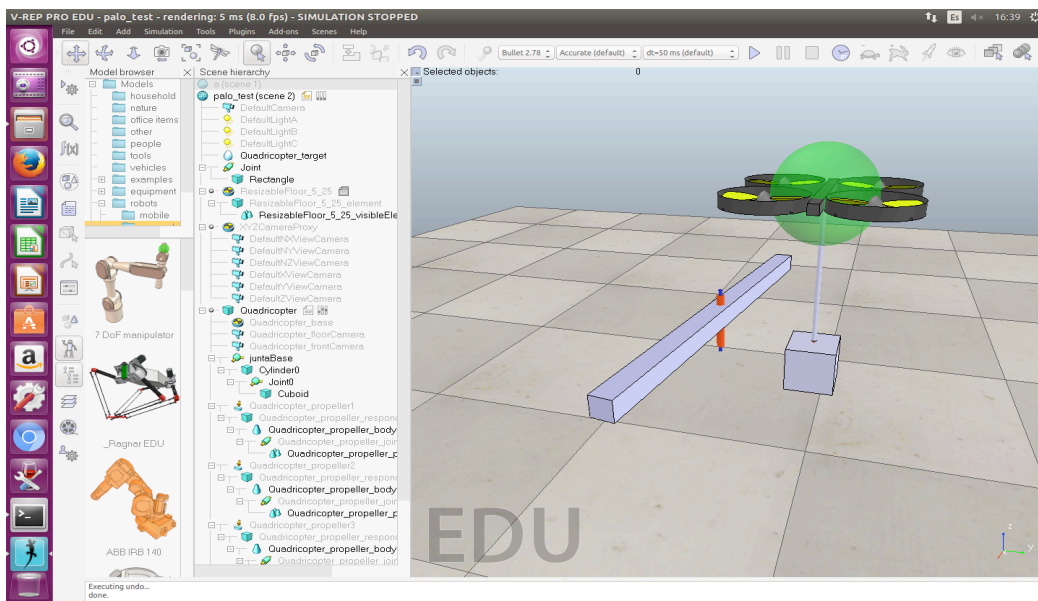 V-REP PRO EDU - palo_test - rendering: 5 ms (8.0 fps) - SIMULATION STOPPED
Es
16:39
File Edit Add Simulation Tools Plugins Add-ons Scenes Help
Bullet 2.78
Accurate (default)
dt=50 ms (default)
Model browser
Models
household
nature
office items
other
people
tools
vehicles
examples
equipment
robots
mobile
7 DoF manipulator
_Ragnar EDU
ABB IRB 140
Scene hierarchy
a (scene 1)
palo_test (scene 2)
DefaultCamera
DefaultLightA
DefaultLightB
DefaultLightC
Quadricopter_target
Joint
Rectangle
ResizableFloor_5_25
ResizableFloor_5_25_element
ResizableFloor_5_25_visibleEle
XYZCameraProxy
DefaultNXViewCamera
DefaultNYViewCamera
DefaultNZViewCamera
DefaultXViewCamera
DefaultYViewCamera
DefaultZViewCamera
Quadricopter
Quadricopter_base
Quadricopter_floorCamera
Quadricopter_frontCamera
juntaBase
Cylinder0
Joint0
Cuboid
Quadricopter_propeller1
Quadricopter_propeller_respon
Quadricopter_propeller_body
Quadricopter_propeller_join
Quadricopter_propeller_p
Quadricopter_propeller2
Quadricopter_propeller_respon
Quadricopter_propeller_body
Quadricopter_propeller_join
Quadricopter_propeller_p
Quadricopter_propeller3
Quadricopter_propeller_respon
Quadricopter_propeller_body
Quadricopter_propeller_join
Selected objects: 0
EDU
z
y
Executing undo...
done.